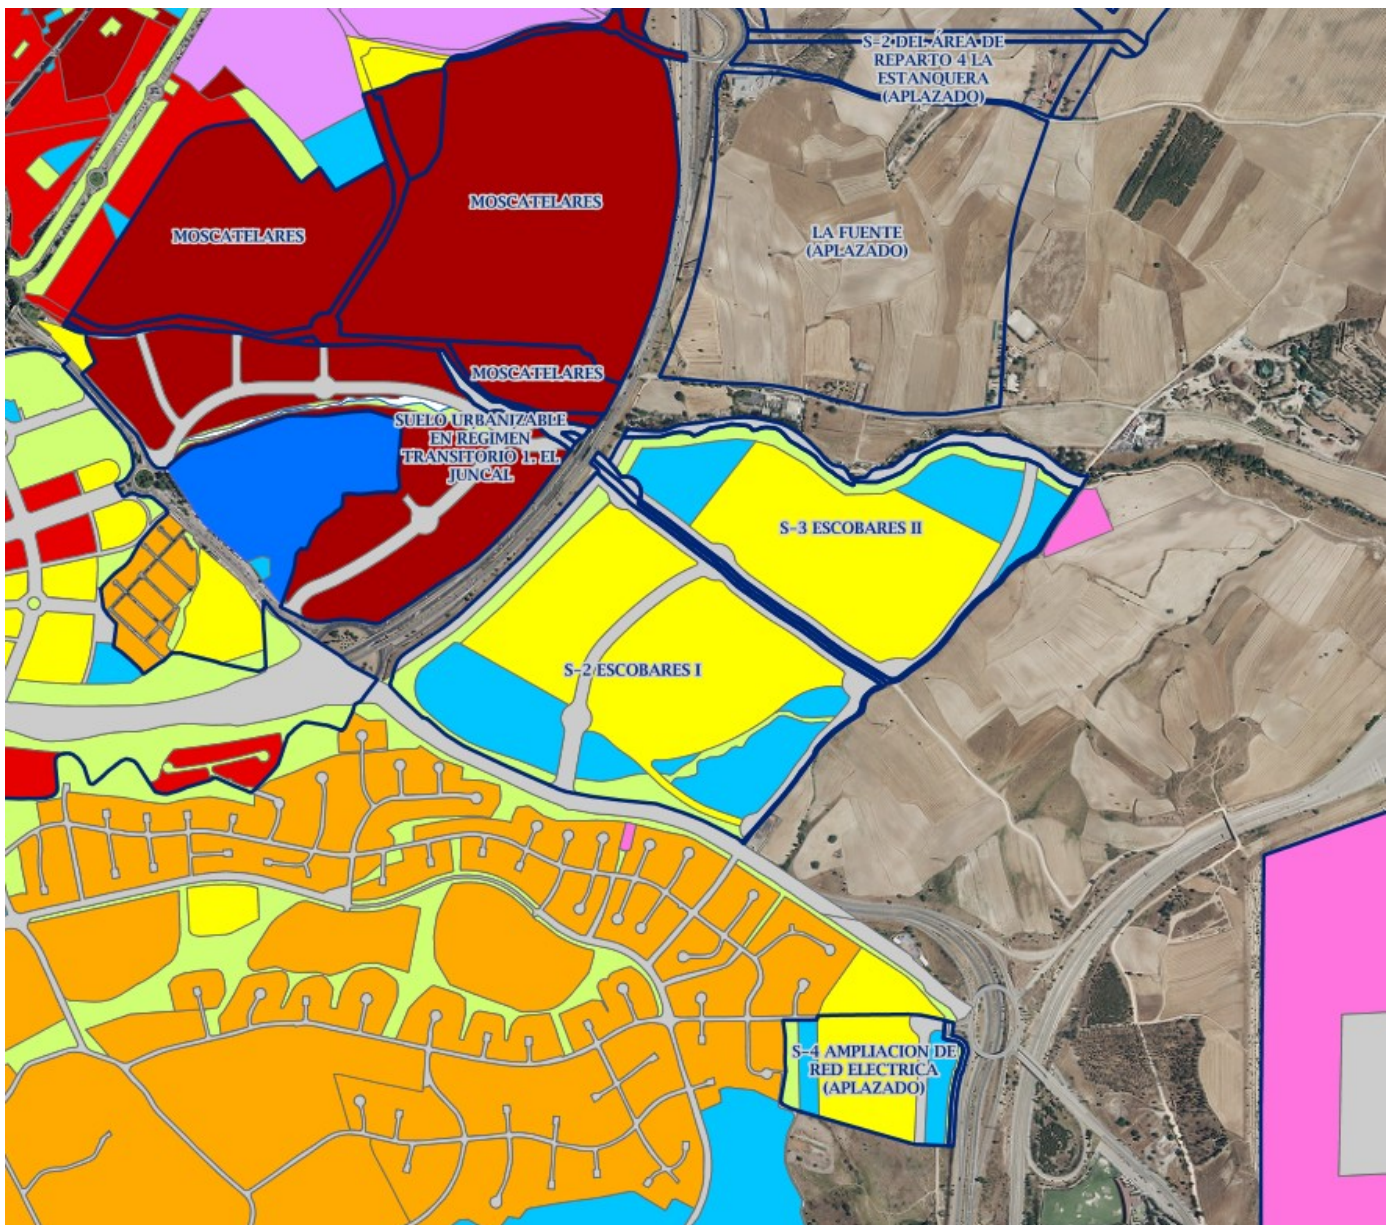 S-2 DEL ÁREA DE
REPARTO 4 LA
ESTANQUERA
(APLAZADO)
MOSCATELARES
MOSCATELARES
LA FUENTE
(APLAZADO)
MOSCATELARES
SUELO URBANIZABLE
EN REGIMEN
TRANSITORIO 1. EL
JUNCAL
S-3 ESCOBARES II
S-2 ESCOBARES I
S-4 AMPLIACION DE
RED ELECTRICA
(APLAZADO)